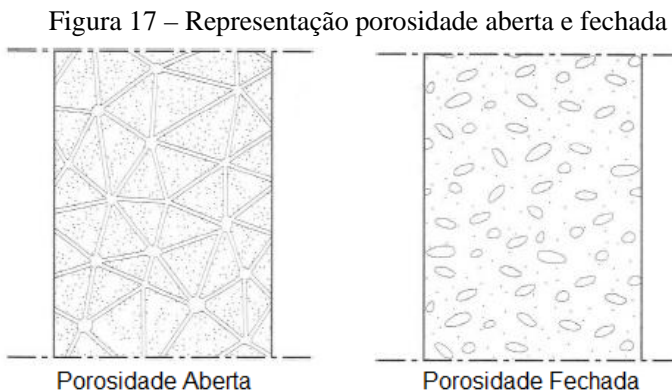 Figura 17 – Representação porosidade aberta e fechada
Porosidade Aberta
Porosidade Fechada